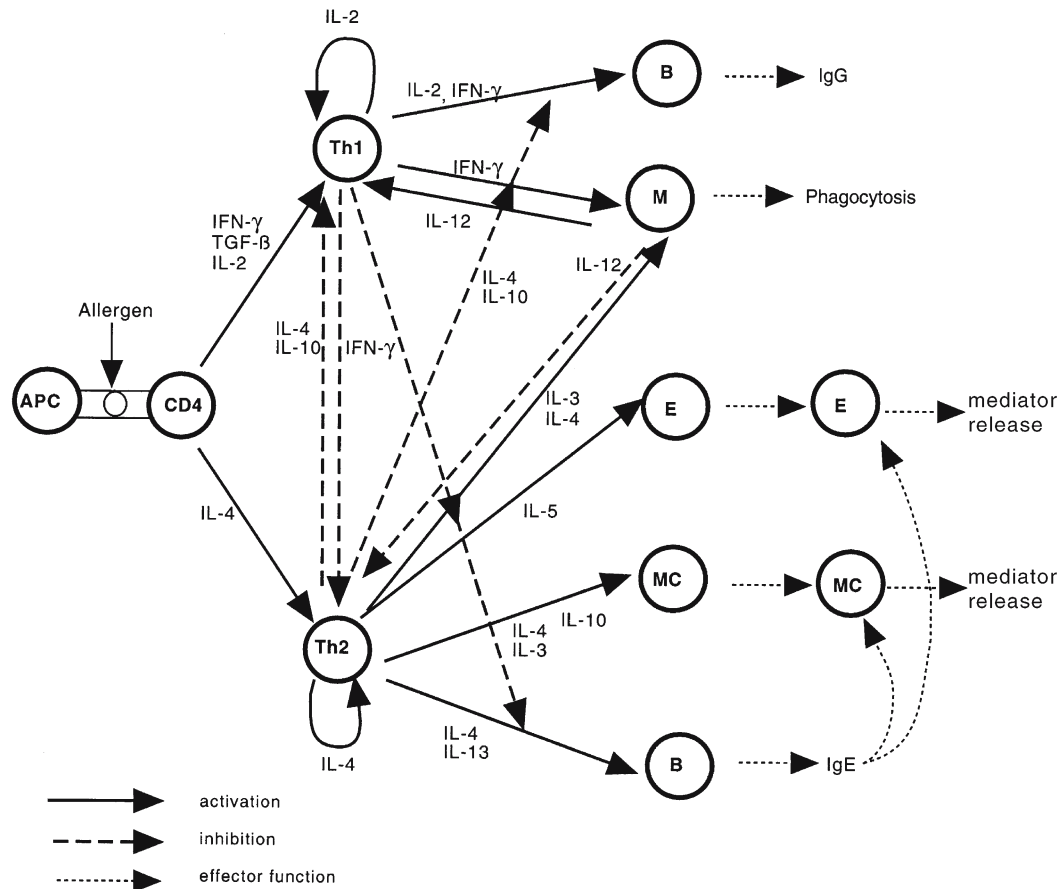 IL-2
B
IL-2, IFN-γ
IgG
Th1
IFN-γ
M
Phagocytosis
IL-12
IFN-γ
TGF-ß
IL-2
IL-12
IL-4
IL-10
Allergen
IL-4
IL-10
IFN-γ
APC
CD4
IL-3
IL-4
E
E
mediator
release
IL-4
IL-5
MC
MC
mediator
release
IL-10
IL-4
IL-3
Th2
IL-4
IL-13
IL-4
B
IgE
activation
inhibition
effector function